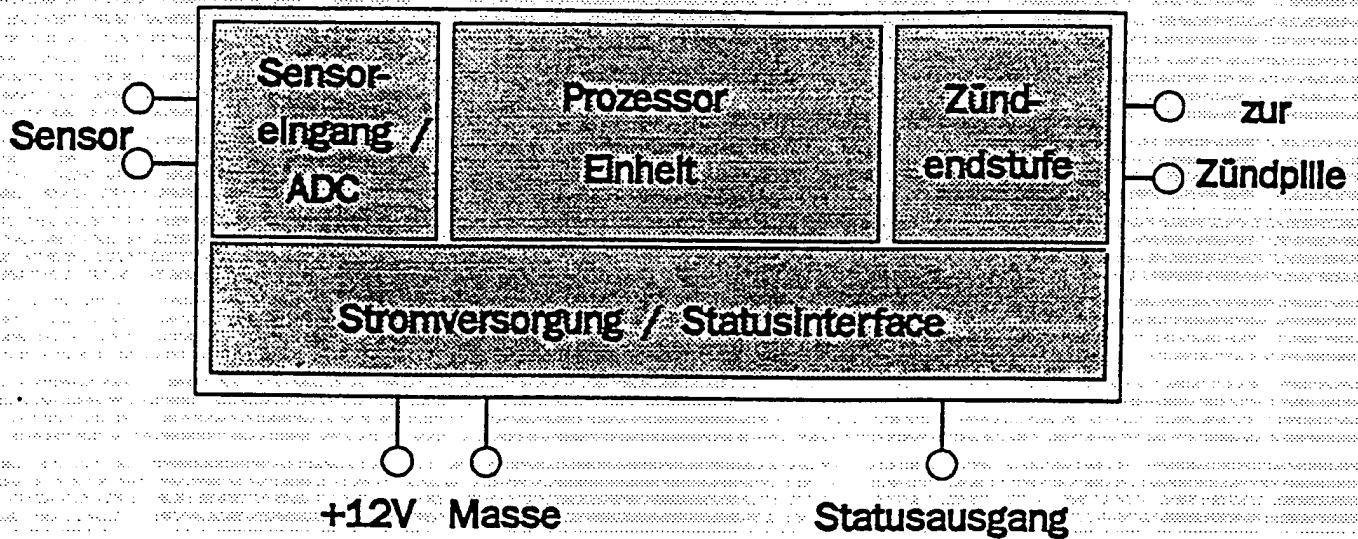 Sensor-
eingang /
ADC
Prozessor
Einheit
Zünd-
endstufe
Sensor
zur
Zündpille
Stromversorgung / Statusinterface
+12V
Masse
Statusausgang